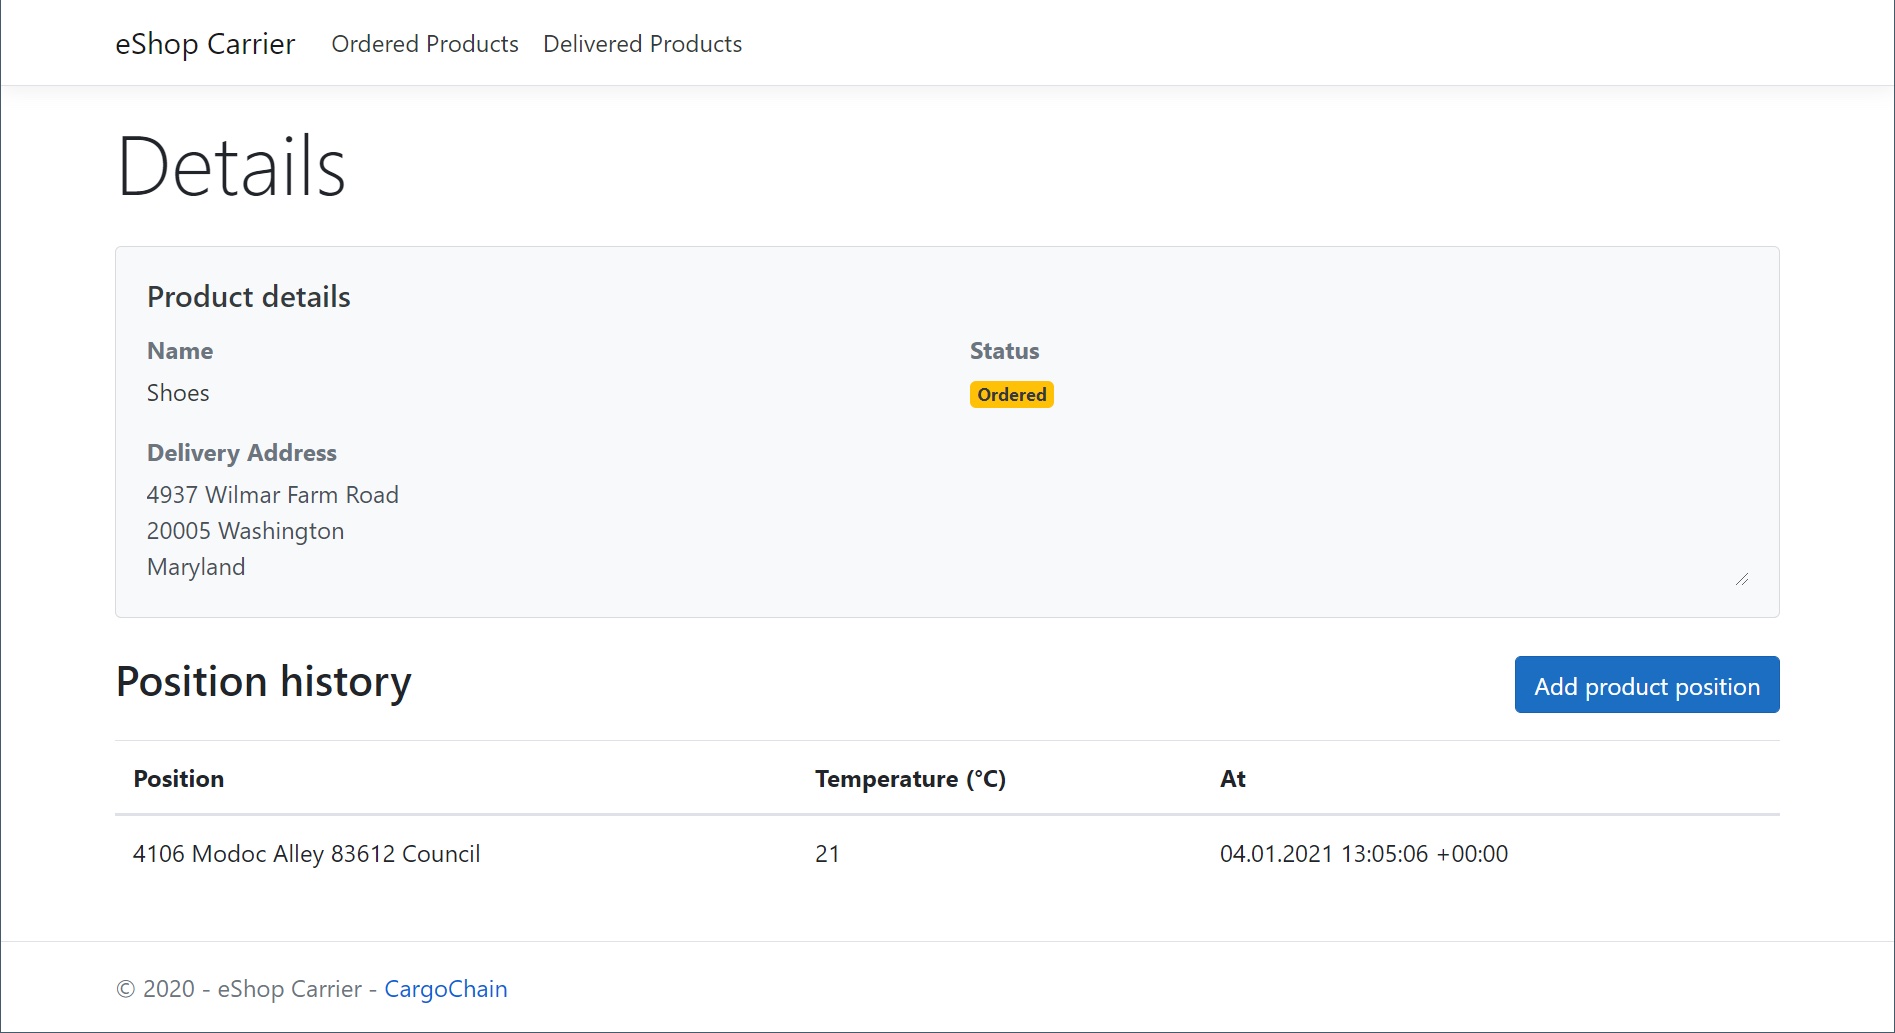 eShop Carrier Ordered Products Delivered Products
Details
Product details
Name Status
Shoes Ordered
Delivery Address
4937 Wilmar Farm Road
20005 Washington
Maryland
Position history Add product position
Position Temperature (°C) At
4106 Modoc Alley 83612 Council 21 04.01.2021 13:05:06 +00:00
© 2020 - eShop Carrier - CargoChain